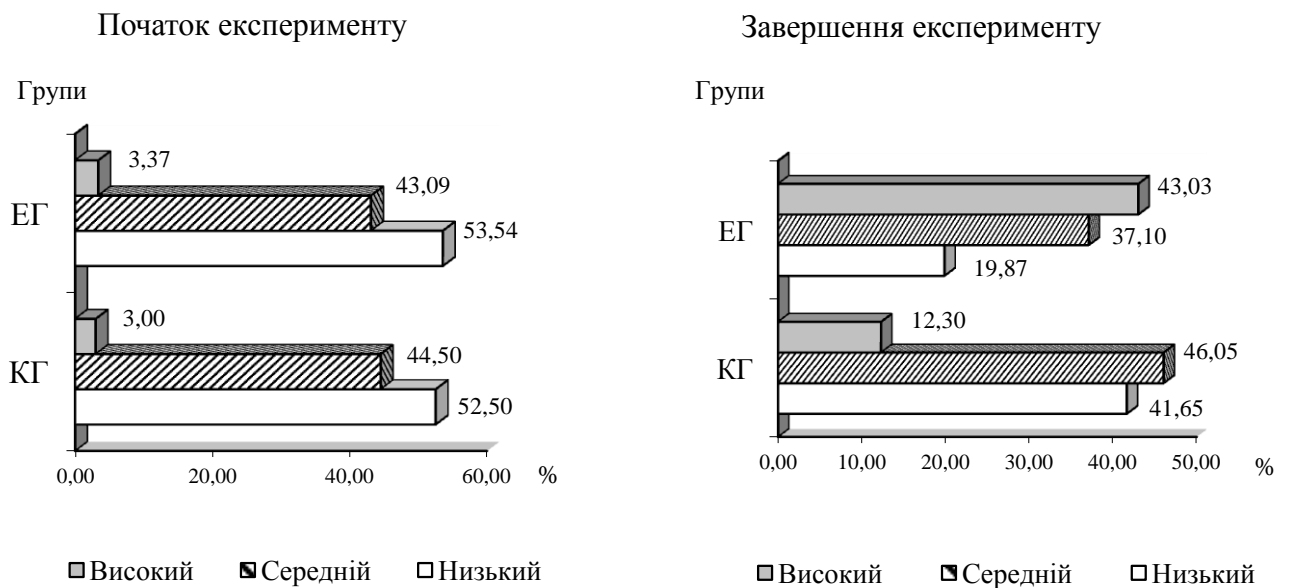 Початок експерименту
Групи
3,37
43,09
ЕГ
53,54
3,00
44,50
КГ
52,50
0,00 20,00 40,00 60,00 %
Високий Середній Низький
Завершення експерименту
Групи
43,03
ЕГ
37,10
19,87
12,30
46,05
КГ
41,65
0,00 10,00 20,00 30,00 40,00 50,00 %
Високий Середній Низький